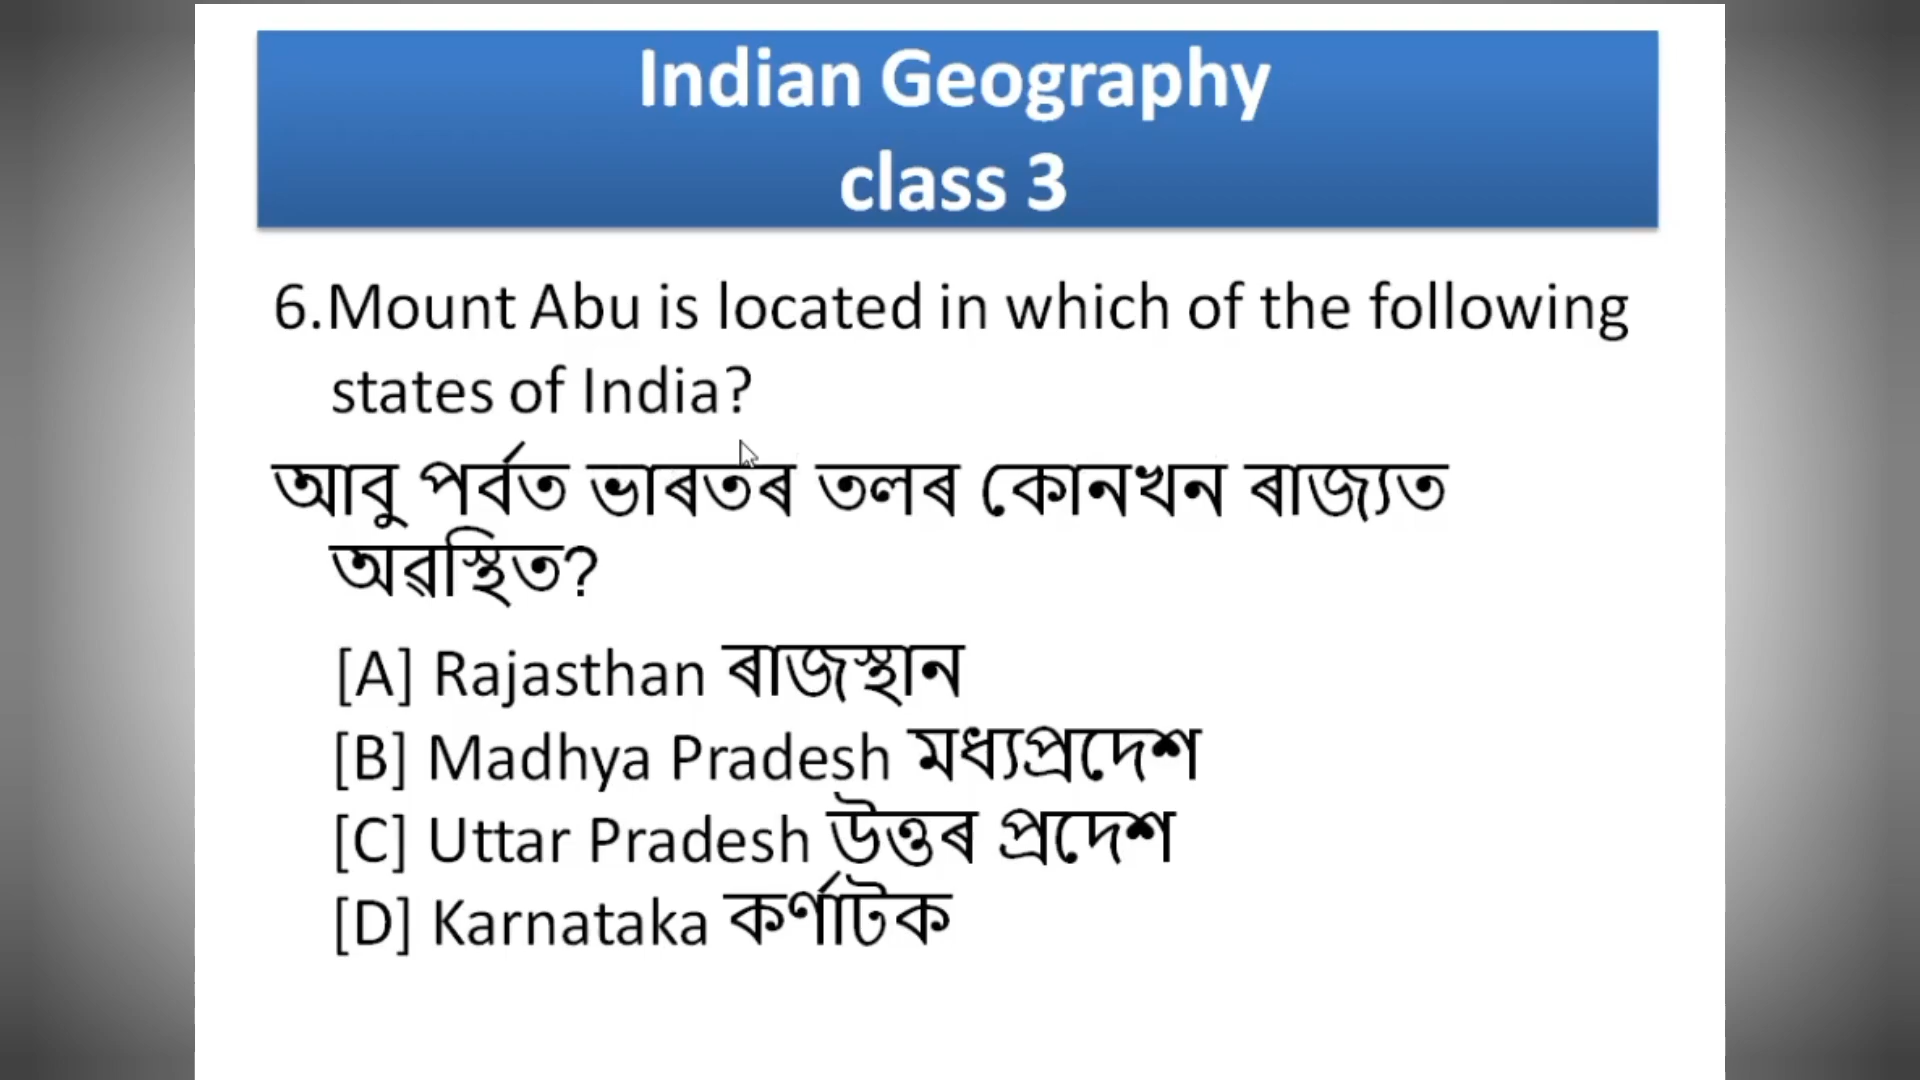 Indian Geography
class 3
6.Mount Abu is located in which of the following
states of India?
আবু পৰ্বত ভাৰতৰ তলৰ কোনখন ৰাজ্যত
অৱস্থিত?
[A] Rajasthan ৰাজস্থান
[B] Madhya Pradesh মধ্যপ্ৰদেশ
[C] Uttar Pradesh উত্তৰ প্ৰদেশ
[D] Karnataka কৰ্ণাটক